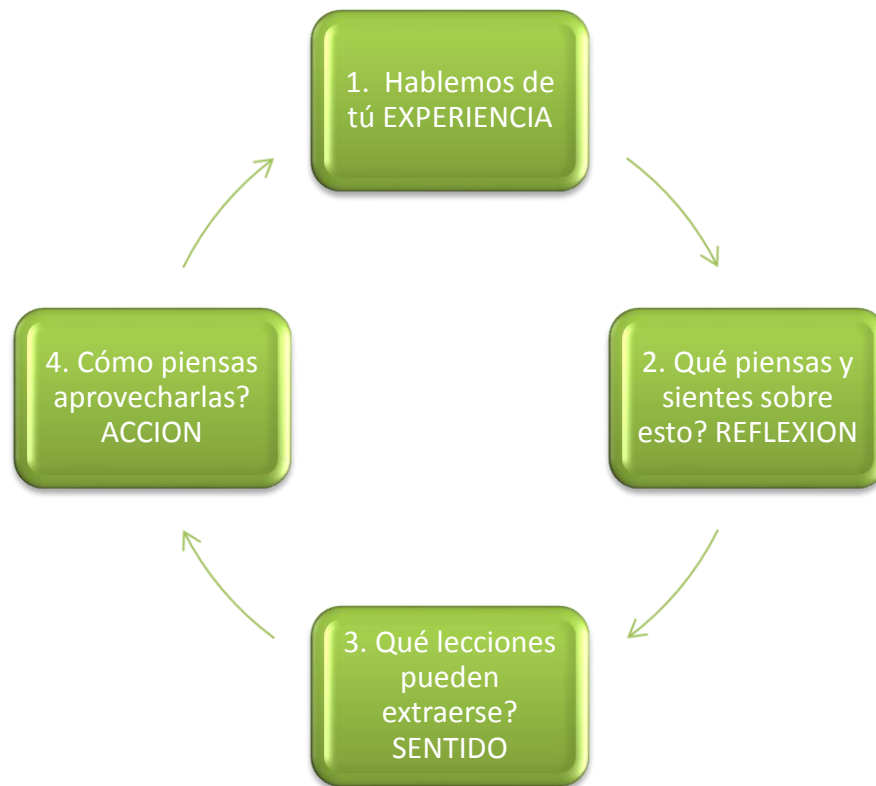 1.  Hablemos de
tú EXPERIENCIA
2. Qué piensas y
sientes sobre
esto? REFLEXION
3. Qué lecciones
pueden
extraerse?
SENTIDO
4. Cómo piensas
aprovecharlas?
ACCION